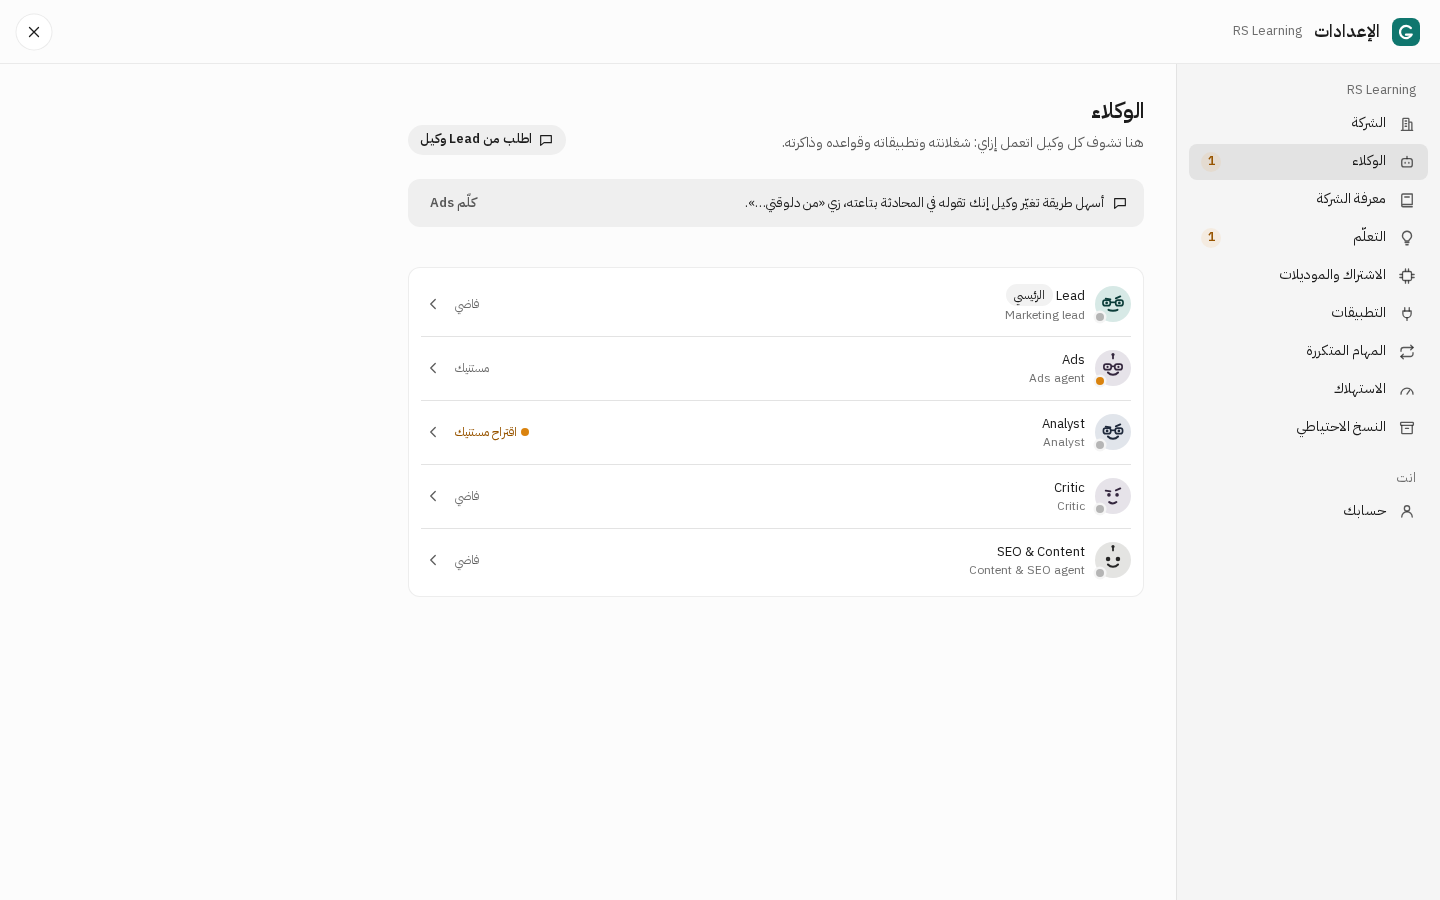 الإعدادات RS Learning
RS Learning
الشركة
الوكلاء 1
معرفة الشركة
التعلّم 1
الاشتراك والموديلات
التطبيقات
المهام المتكررة
الاستهلاك
النسخ الاحتياطي
انت
حسابك
الوكلاء
هنا تشوف كل وكيل اتعمل إزاي: شغلانته وتطبيقاته وقواعده وذاكرته.
اطلب من Lead وكيل
أسهل طريقة تغيّر وكيل إنك تقوله في المحادثة بتاعته، زي «من دلوقتي…».
كلّم Ads
Lead الرئيسي
Marketing lead
فاضي
Ads
Ads agent
مستنيك
Analyst
Analyst
اقتراح مستنيك
Critic
Critic
فاضي
SEO & Content
Content & SEO agent
فاضي